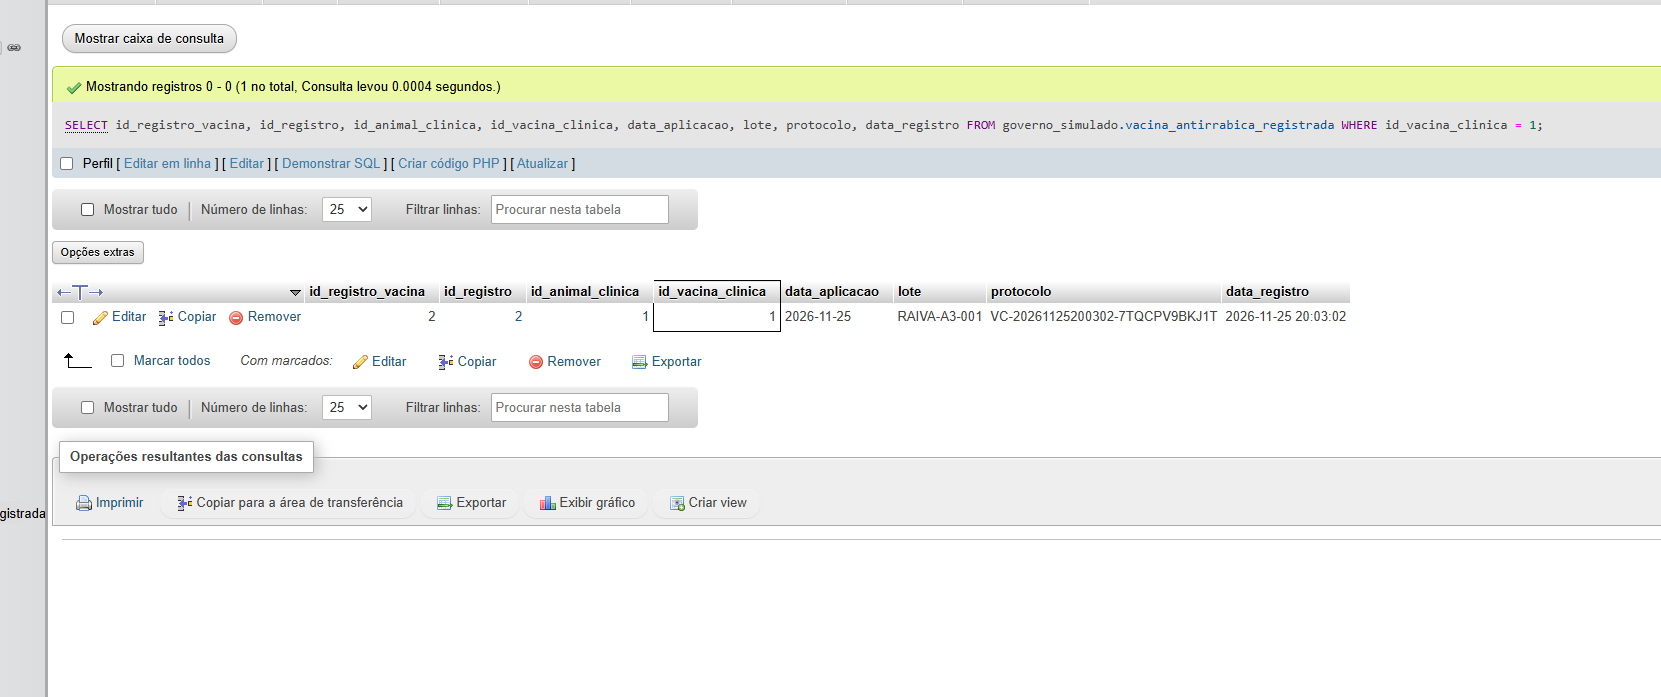 Mostrar caixa de consulta
Mostrando registros 0 - 0 (1 no total, Consulta levou 0.0004 segundos.)
SELECT id_registro_vacina, id_registro, id_animal_clinica, id_vacina_clinica, data_aplicacao, lote, protocolo, data_registro FROM governo_simulado.vacina_antirrabica_registrada WHERE id_vacina_clinica = 1;
Perfil [ Editar em linha ] [ Editar ] [ Demonstrar SQL ] [ Criar código PHP ] [ Atualizar ]
Mostrar tudo Número de linhas: 25 Filtrar linhas: Procurar nesta tabela
Opções extras
←T→ id_registro_vacina id_registro id_animal_clinica id_vacina_clinica data_aplicacao lote protocolo data_registro
Editar Copiar Remover 2 2 1 1 2026-11-25 RAIVA-A3-001 VC-20261125200302-7TQCPV9BKJ1T 2026-11-25 20:03:02
Marcar todos Com marcados: Editar Copiar Remover Exportar
Mostrar tudo Número de linhas: 25 Filtrar linhas: Procurar nesta tabela
Operações resultantes das consultas
Imprimir Copiar para a área de transferência Exportar Exibir gráfico Criar view
gistrada